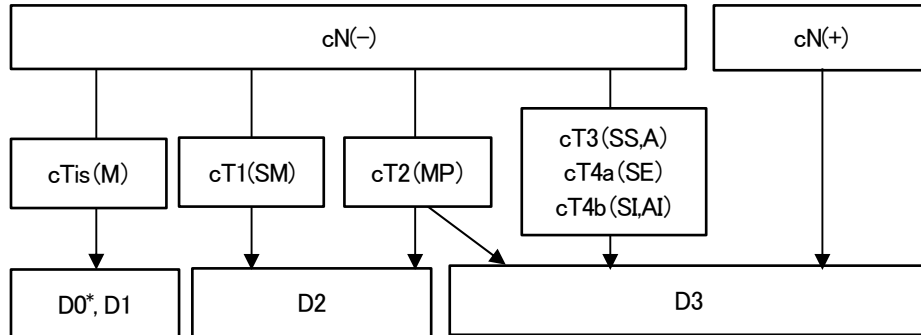 cN(−)
cN(+)
cTis(M)
cT1(SM)
cT2(MP)
cT3(SS,A)
cT4a(SE)
cT4b(SI,AI)
D0*, D1
D2
D3